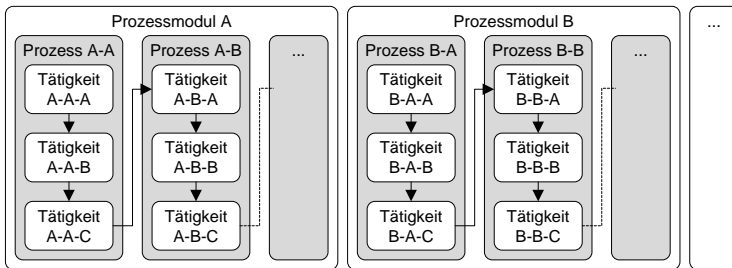 Prozessmodul A
Prozess A-A
Tätigkeit
A-A-A
Tätigkeit
A-A-B
Tätigkeit
A-A-C
Prozess A-B
Tätigkeit
A-B-A
Tätigkeit
A-B-B
Tätigkeit
A-B-C
...
Prozessmodul B
Prozess B-A
Tätigkeit
B-A-A
Tätigkeit
B-A-B
Tätigkeit
B-A-C
Prozess B-B
Tätigkeit
B-B-A
Tätigkeit
B-B-B
Tätigkeit
B-B-C
...
...